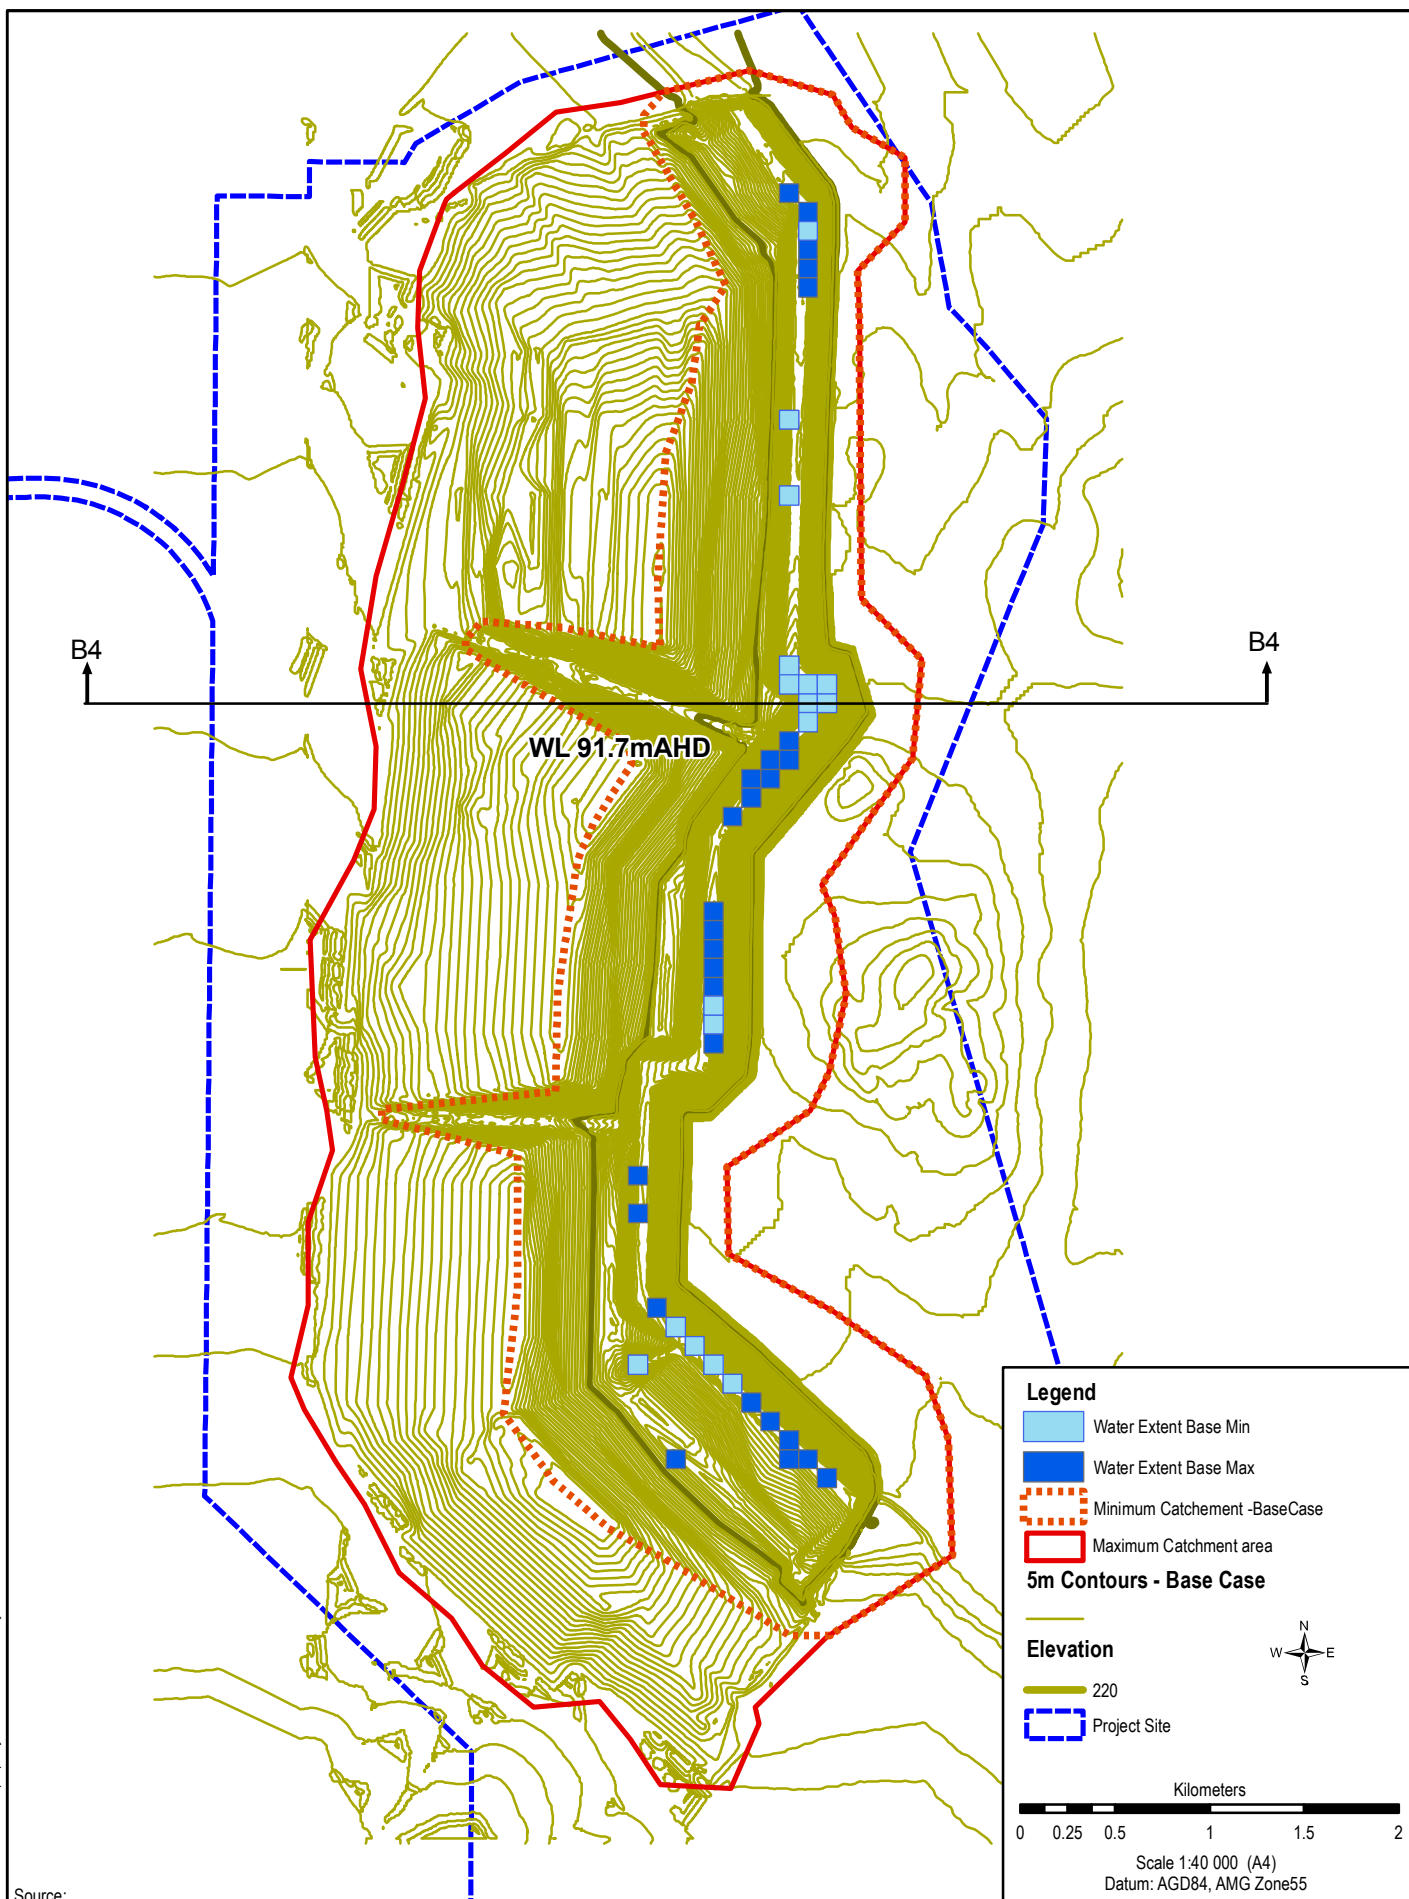 B4
B4
WL 91.7mAHD
Legend
Water Extent Base Min
Water Extent Base Max
Minimum Catchement -BaseCase
Maximum Catchment area
5m Contours - Base Case
Elevation
220
Project Site
N
W E
S
Kilometers
0 0.25 0.5 1 1.5 2
Scale 1:40 000 (A4)
Datum: AGD84, AMG Zone55
Source: